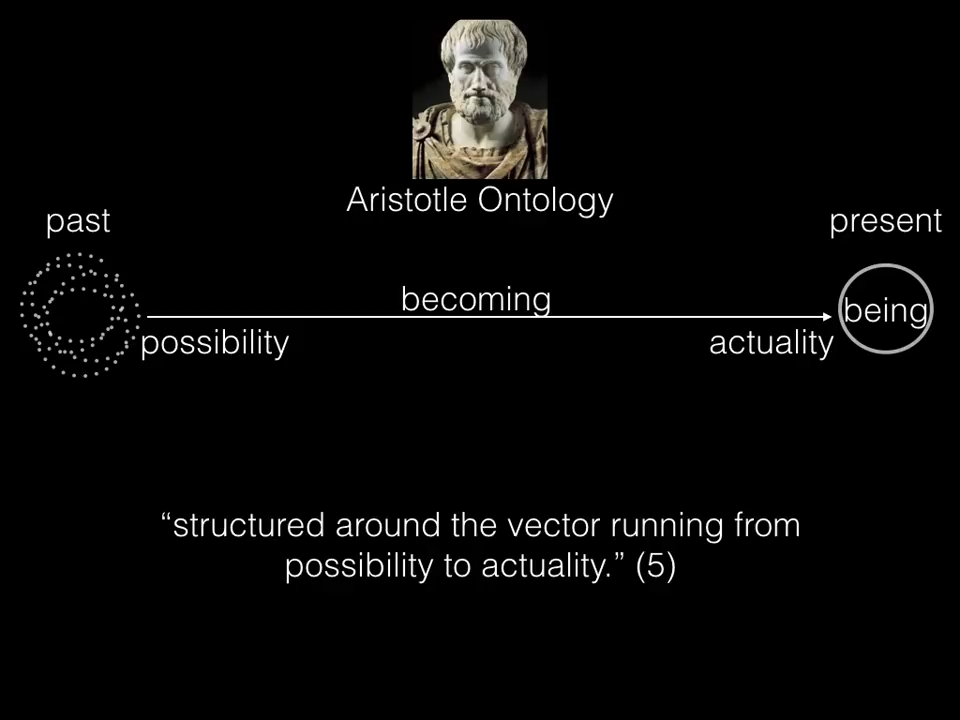 Aristotle Ontology
past
present
becoming
being
possibility
actuality
“structured around the vector running from
possibility to actuality.” (5)